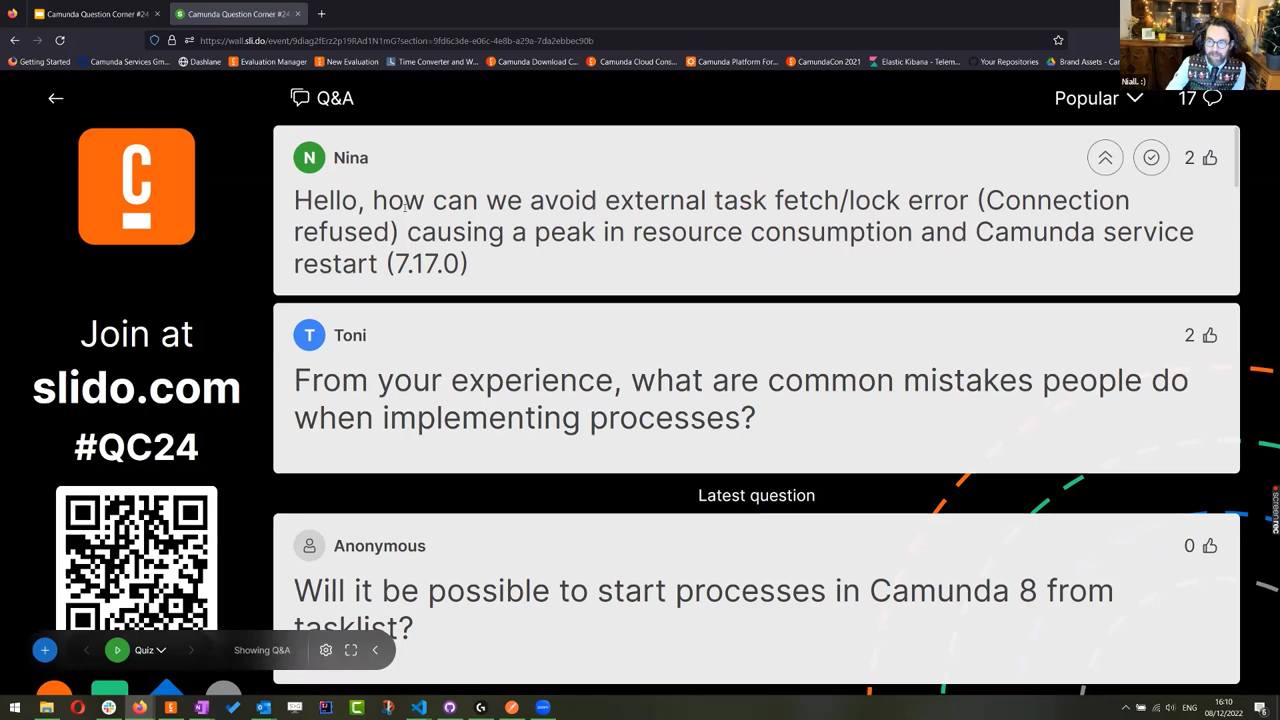 Camunda Question Corner #24
Camunda Question Corner #24
https://wall.sli.do/event/9diag2fErz2p19RAd1N1mG?section=9fd6c3de-e06c-4e8b-a29a-7da2ebbec90b
Getting Started
Camunda Services Gm...
Dashlane
Evaluation Manager
New Evaluation
Time Converter and W...
Camunda Download C...
Camunda Cloud Cons...
Camunda Platform For...
CamundaCon 2021
Elastic Kibana - Telem...
Your Repositories
Brand Assets - Cam
Niall. :)
Q&A
Popular
17
Join at
slido.com
#QC24
N
Nina
2
Hello, how can we avoid external task fetch/lock error (Connection
refused) causing a peak in resource consumption and Camunda service
restart (7.17.0)
T
Toni
2
From your experience, what are common mistakes people do
when implementing processes?
Latest question
Anonymous
0
Will it be possible to start processes in Camunda 8 from
tasklist?
Quiz
Showing Q&A
screenrec
ENG
16:10
08/12/2022